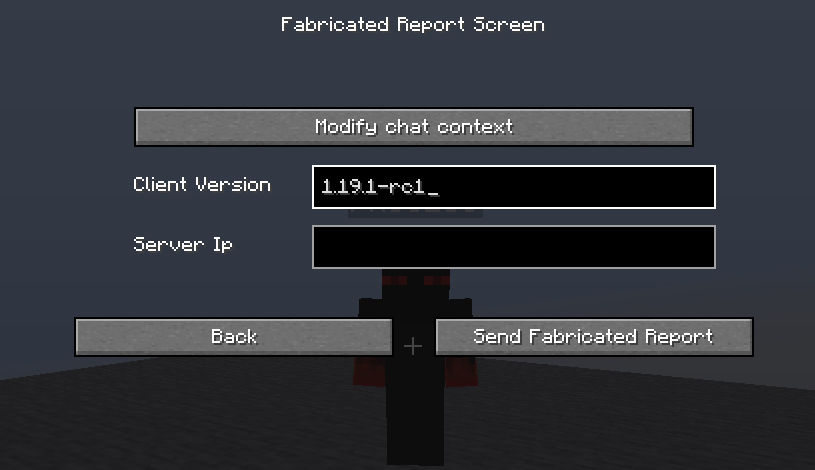 Fabricated Report Screen
Modify chat context
Client Version
1.19.1-rc1_
Server Ip
Back
Send Fabricated Report